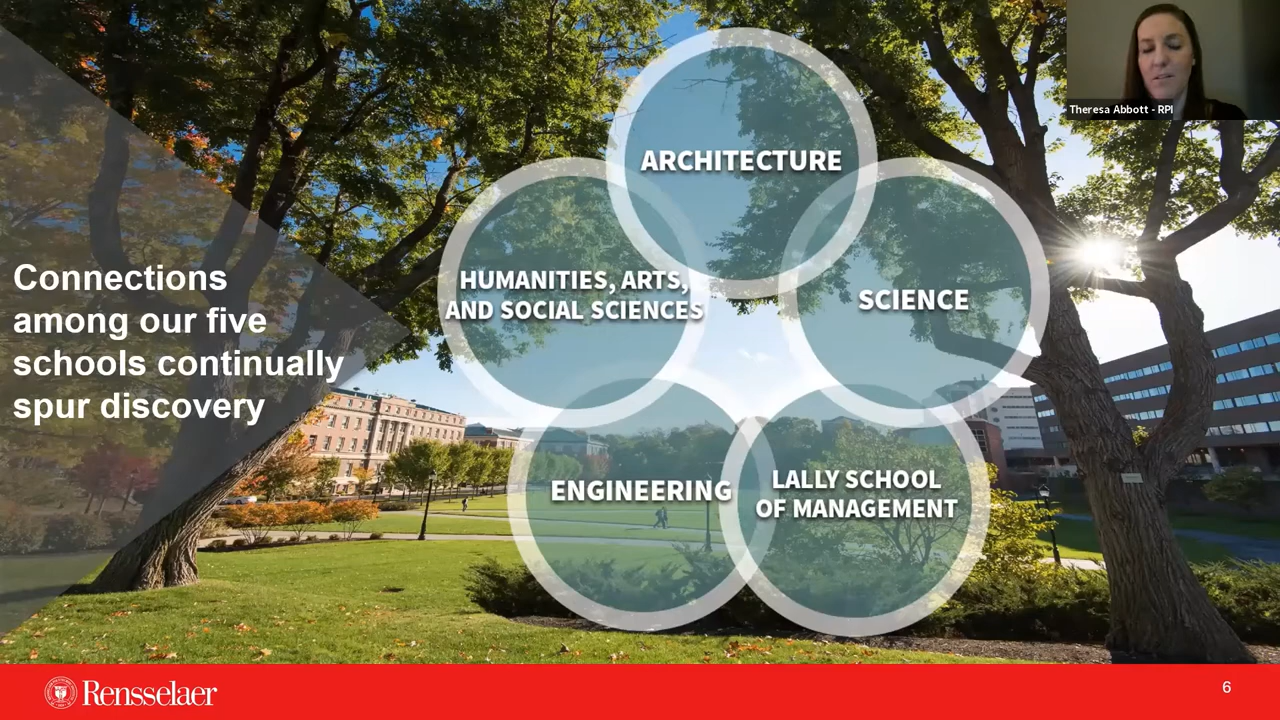 Theresa Abbott - RPI
ARCHITECTURE
HUMANITIES, ARTS,
AND SOCIAL SCIENCES
SCIENCE
Connections
among our five
schools continually
spur discovery
ENGINEERING
LALLY SCHOOL
OF MANAGEMENT
Rensselaer
6